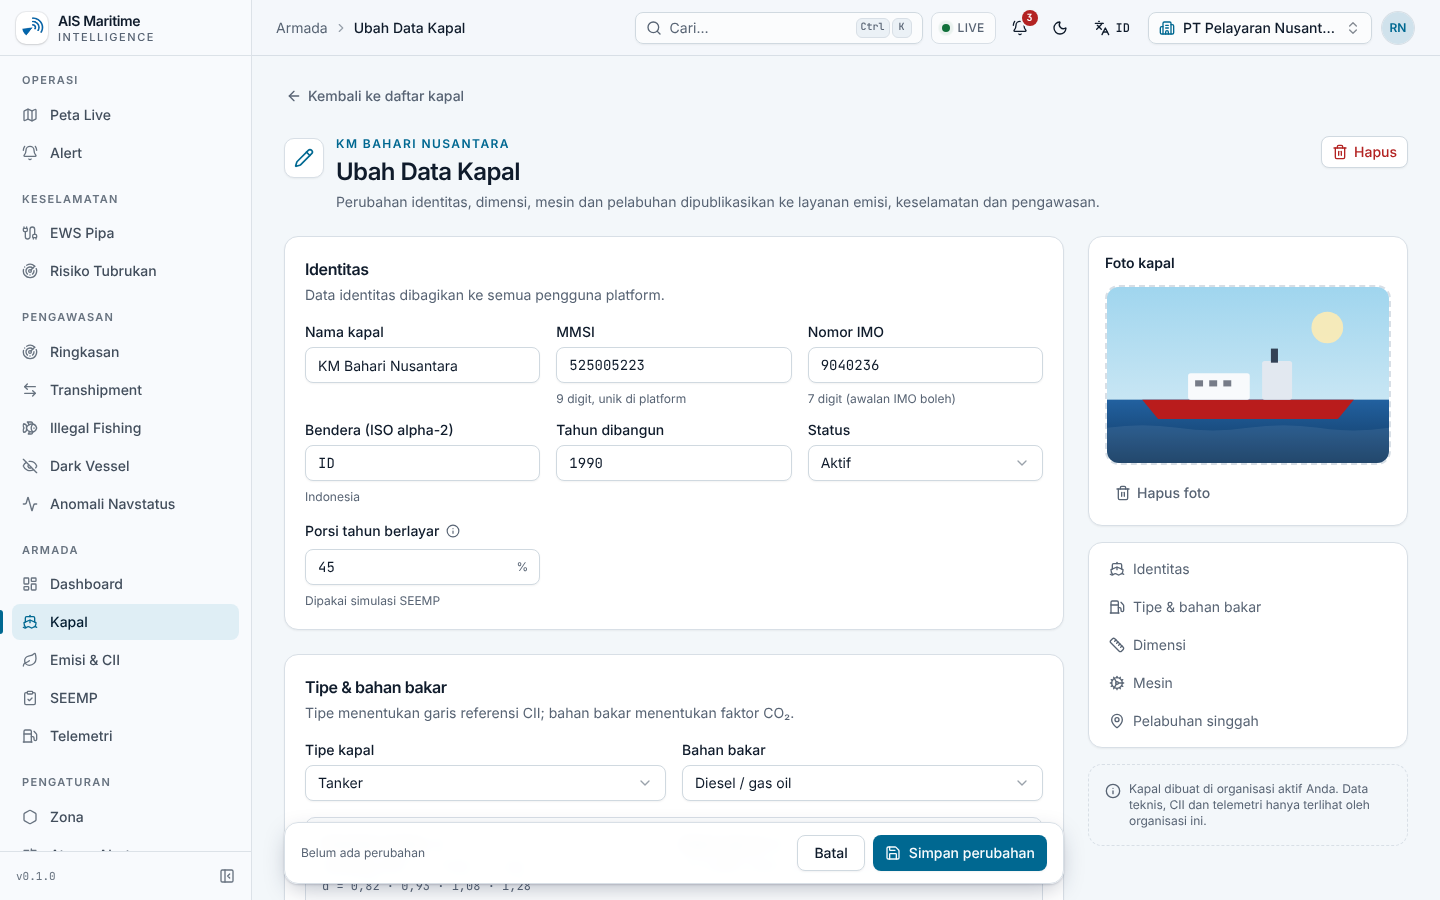 AIS Maritime
INTELLIGENCE
OPERASI
Peta Live
Alert
KESELAMATAN
EWS Pipa
Risiko Tubrukan
PENGAWASAN
Ringkasan
Transhipment
Illegal Fishing
Dark Vessel
Anomali Navstatus
ARMADA
Dashboard
Kapal
Emisi & CII
SEEMP
Telemetri
PENGATURAN
Zona
v0.1.0
Armada > Ubah Data Kapal
Cari... Ctrl K
LIVE
3
ID
PT Pelayaran Nusant...
RN
Kembali ke daftar kapal
KM BAHARI NUSANTARA
Ubah Data Kapal
Perubahan identitas, dimensi, mesin dan pelabuhan dipublikasikan ke layanan emisi, keselamatan dan pengawasan.
Hapus
Identitas
Data identitas dibagikan ke semua pengguna platform.
Nama kapal
KM Bahari Nusantara
MMSI
525005223
9 digit, unik di platform
Nomor IMO
9040236
7 digit (awalan IMO boleh)
Bendera (ISO alpha-2)
ID
Indonesia
Tahun dibangun
1990
Status
Aktif
Porsi tahun berlayar
45 %
Dipakai simulasi SEEMP
Tipe & bahan bakar
Tipe menentukan garis referensi CII; bahan bakar menentukan faktor CO₂.
Tipe kapal
Tanker
Bahan bakar
Diesel / gas oil
Belum ada perubahan
Batal
Simpan perubahan
d = 0,82 · 0,93 · 1,08 · 1,28
Foto kapal
Hapus foto
Identitas
Tipe & bahan bakar
Dimensi
Mesin
Pelabuhan singgah
Kapal dibuat di organisasi aktif Anda. Data
teknis, CII dan telemetri hanya terlihat oleh
organisasi ini.